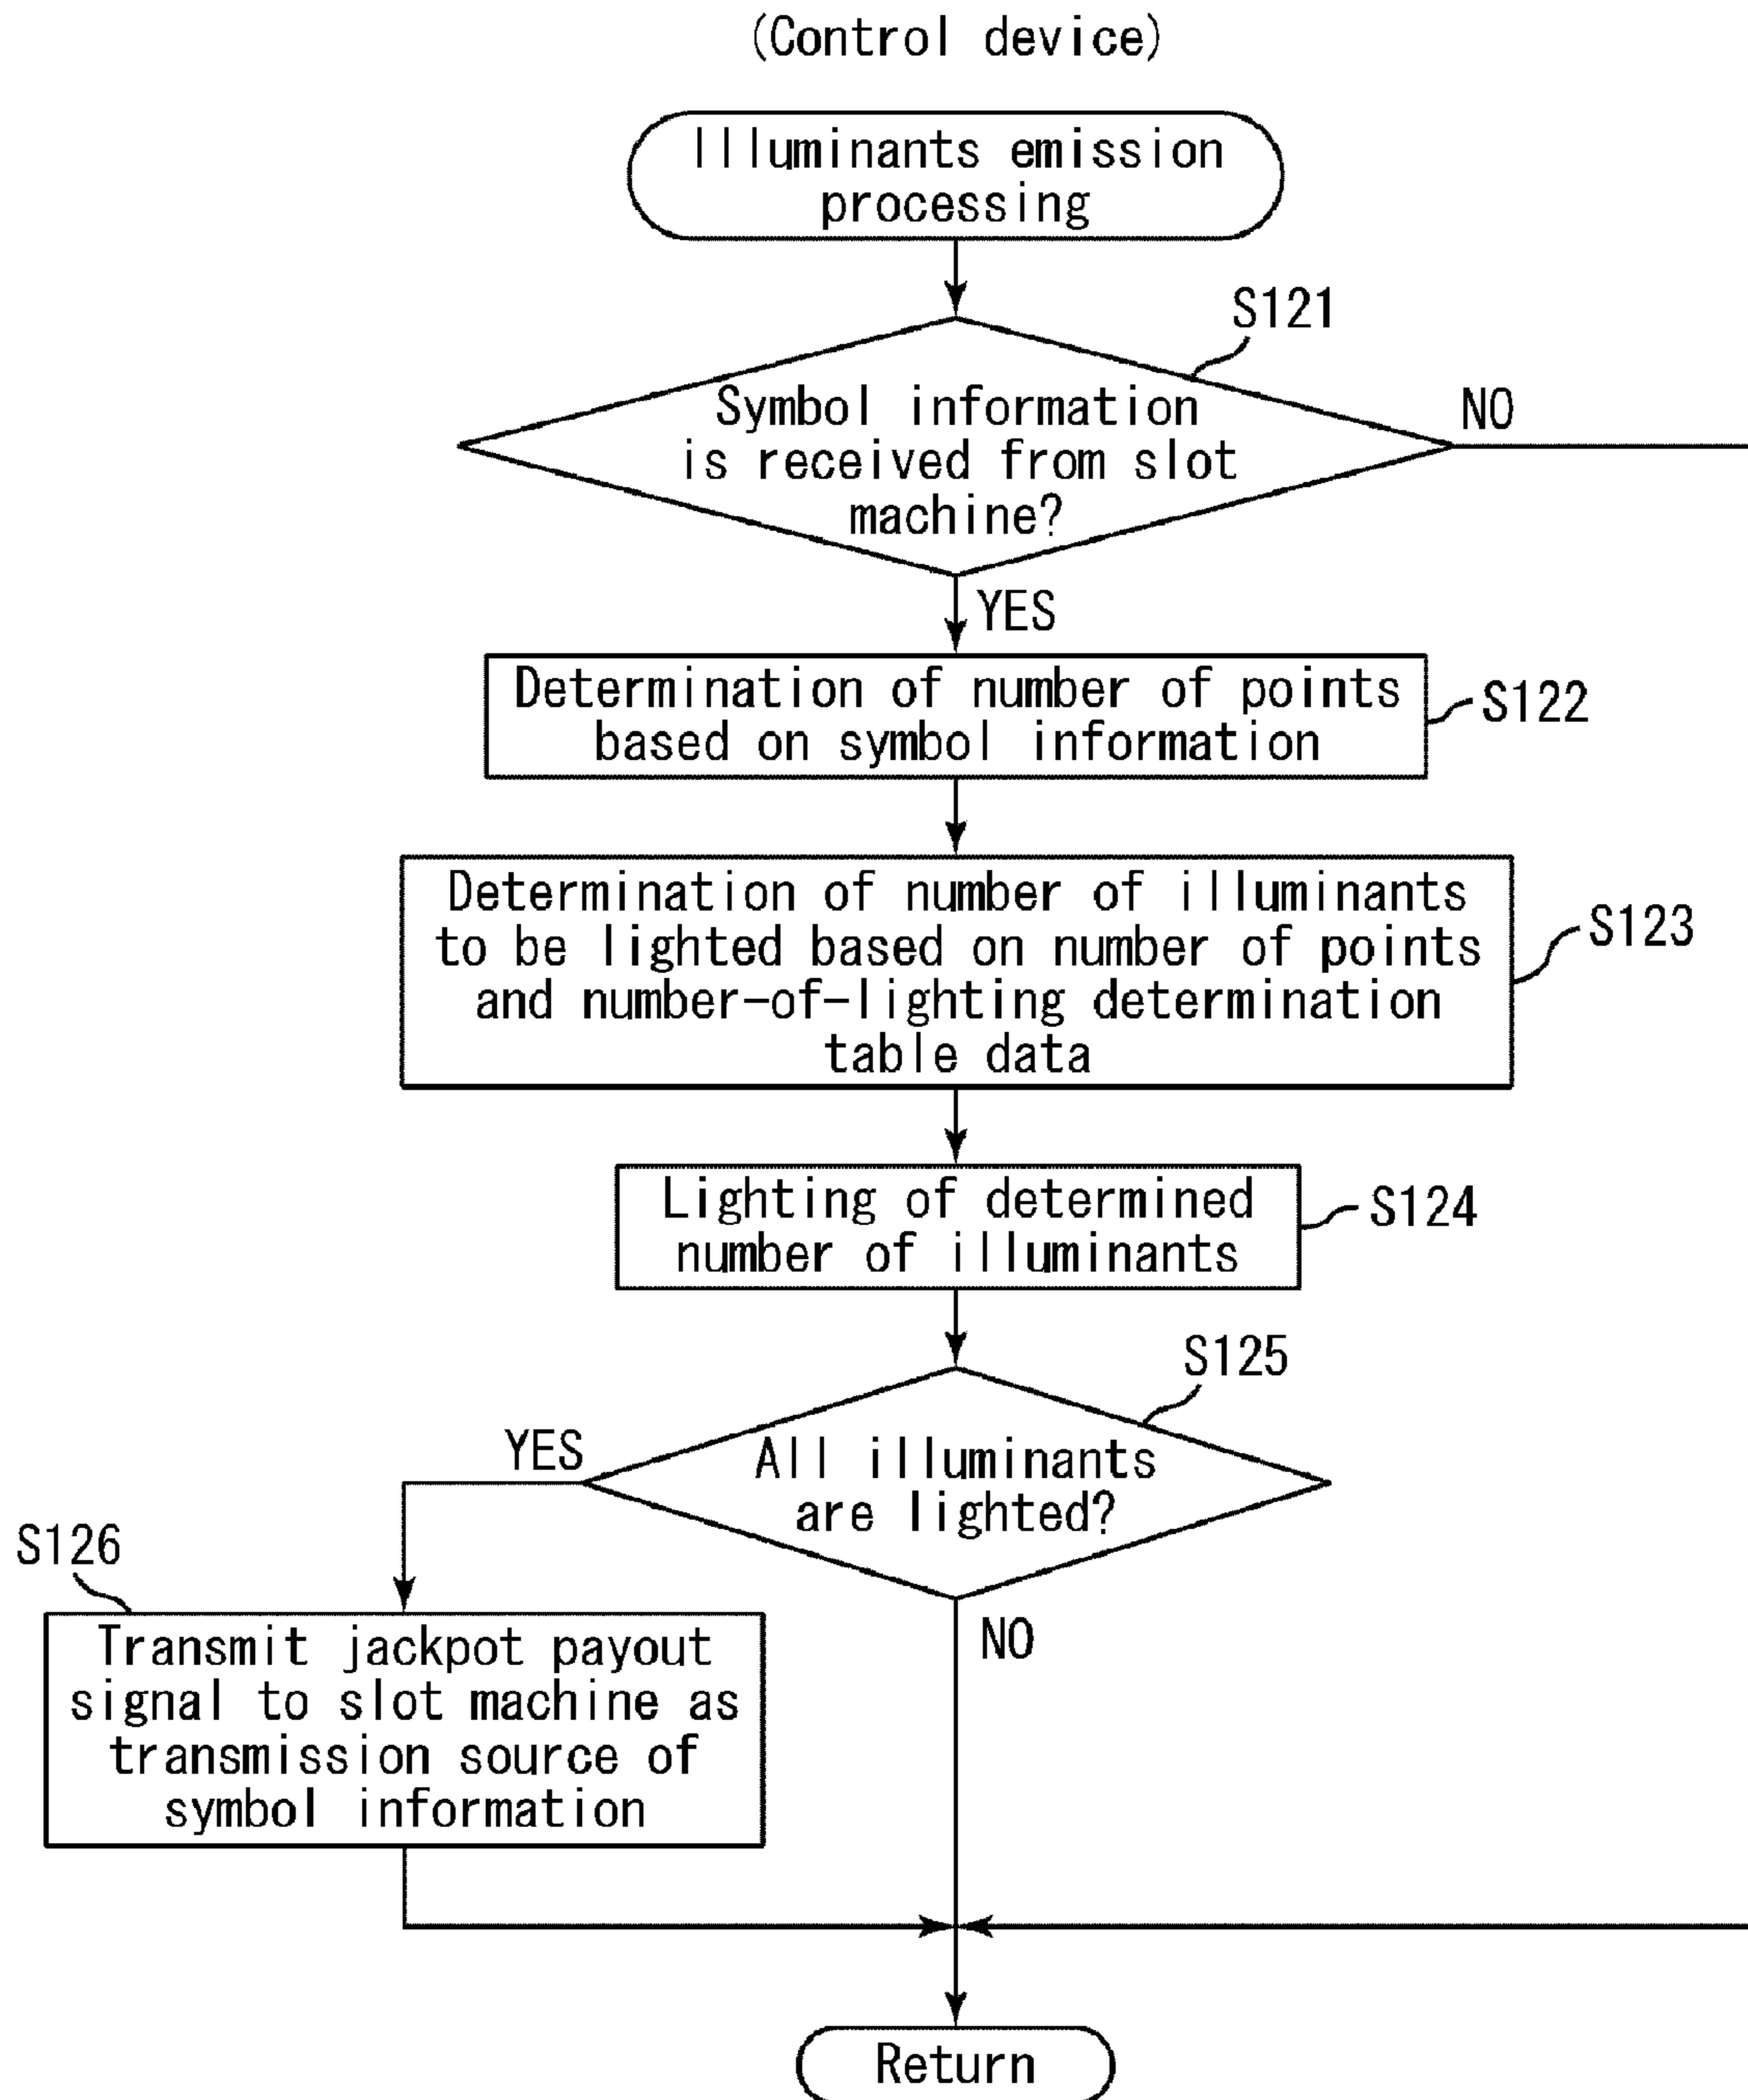 (Control device)
Illuminants emission
processing
S121
Symbol information
is received from slot
machine?
NO
YES
Determination of number of points
based on symbol information
S122
Determination of number of illuminants
to be lighted based on number of points
and number-of-lighting determination
table data
S123
Lighting of determined
number of illuminants
S124
S125
All illuminants
are lighted?
YES
NO
S126
Transmit jackpot payout
signal to slot machine as
transmission source of
symbol information
Return